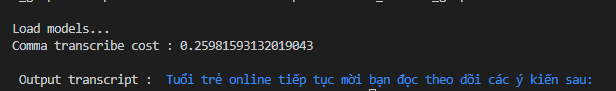 Load models...
Comma transcribe cost : 0.25981593132019043
Output transcript : Tuổi trẻ online tiếp tục mời bạn đọc theo dõi các ý kiến sau: